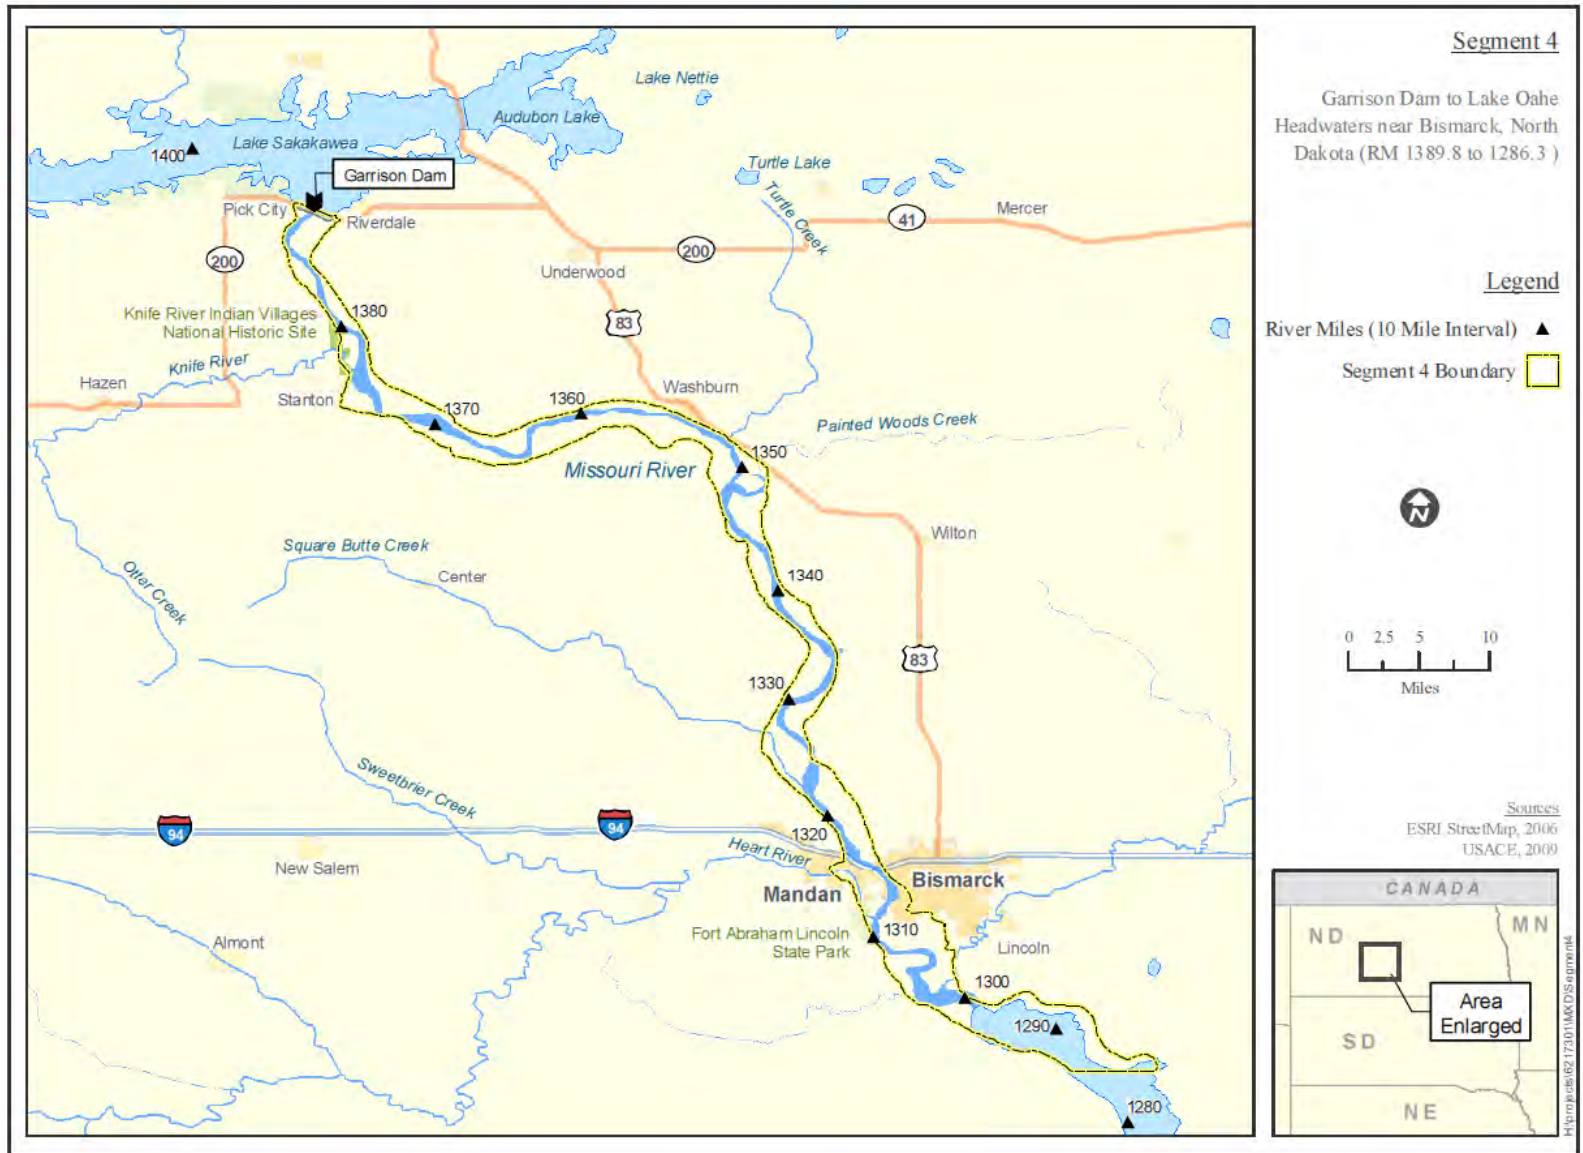 Segment 4
Garrison Dam to Lake Oahe
Headwaters near Bismarck, North
Dakota (RM 1389.8 to 1286.3 )
Legend
River Miles (10 Mile Interval)
Segment 4 Boundary
N
0 2.5 5 10
Miles
Sources
ESRI StreetMap, 2006
USACE, 2009
CANADA
ND
MN
SD
NE
Area
Enlarged
H:\projects\6217301\MXD\Segment4
Lake Nettie
Audubon Lake
Lake Sakakawea
1400
Garrison Dam
Turtle Lake
Turtle Creek
Pick City
Riverdale
41
Mercer
200
200
Underwood
83
Knife River Indian Villages
National Historic Site
1380
Knife River
Hazen
Stanton
1370
1360
Washburn
Painted Woods Creek
1350
Missouri River
Wilton
Square Butte Creek
Center
Otter Creek
1340
83
1330
Sweetbrier Creek
94
94
1320
New Salem
Heart River
Mandan
Bismarck
Almont
Fort Abraham Lincoln
State Park
1310
Lincoln
1300
1290
1280